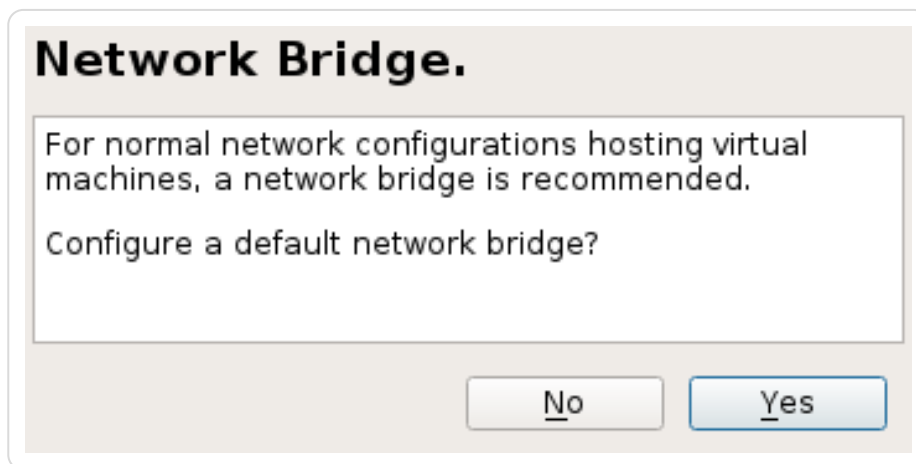 Network Bridge.
For normal network configurations hosting virtual
machines, a network bridge is recommended.
Configure a default network bridge?
No
Yes